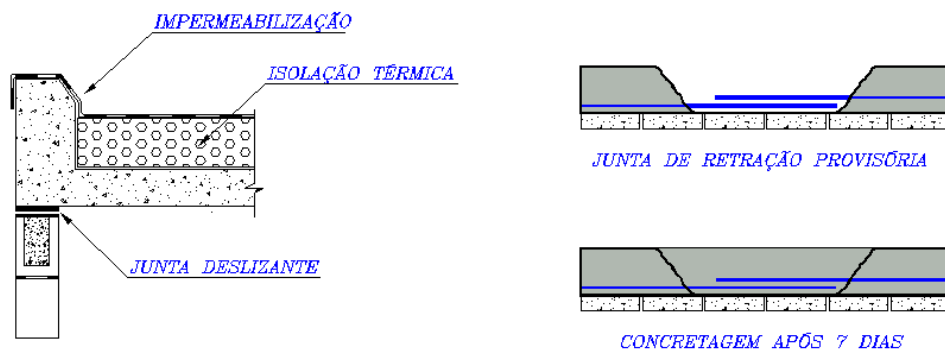 IMPERMEABILIZAÇÃO
ISOLAÇÃO TÉRMICA
JUNTA DE RETRAÇÃO PROVISÓRIA
JUNTA DESLIZANTE
CONCRETAGEM APÓS 7 DIAS